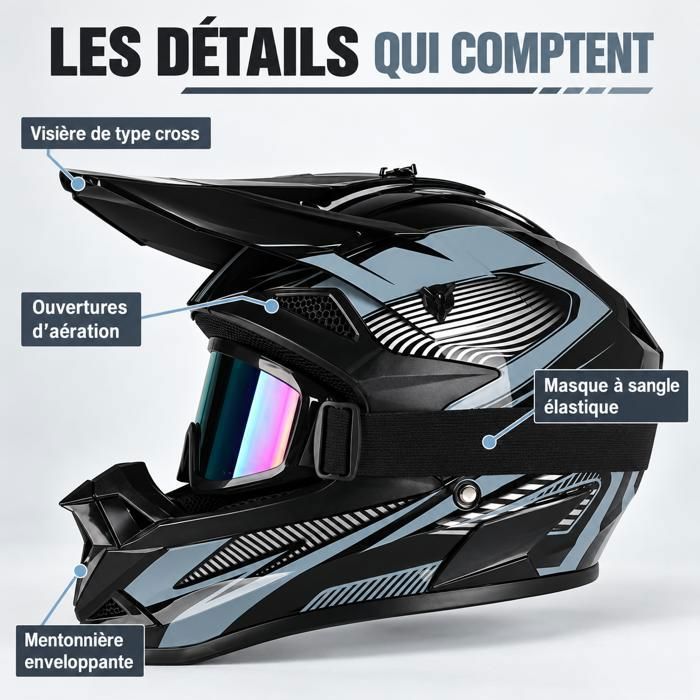 LES DÉTAILS QUI COMPTENT
Visière de type cross
Ouvertures
d'aération
Masque à sangle
élastique
Mentonnière
enveloppante